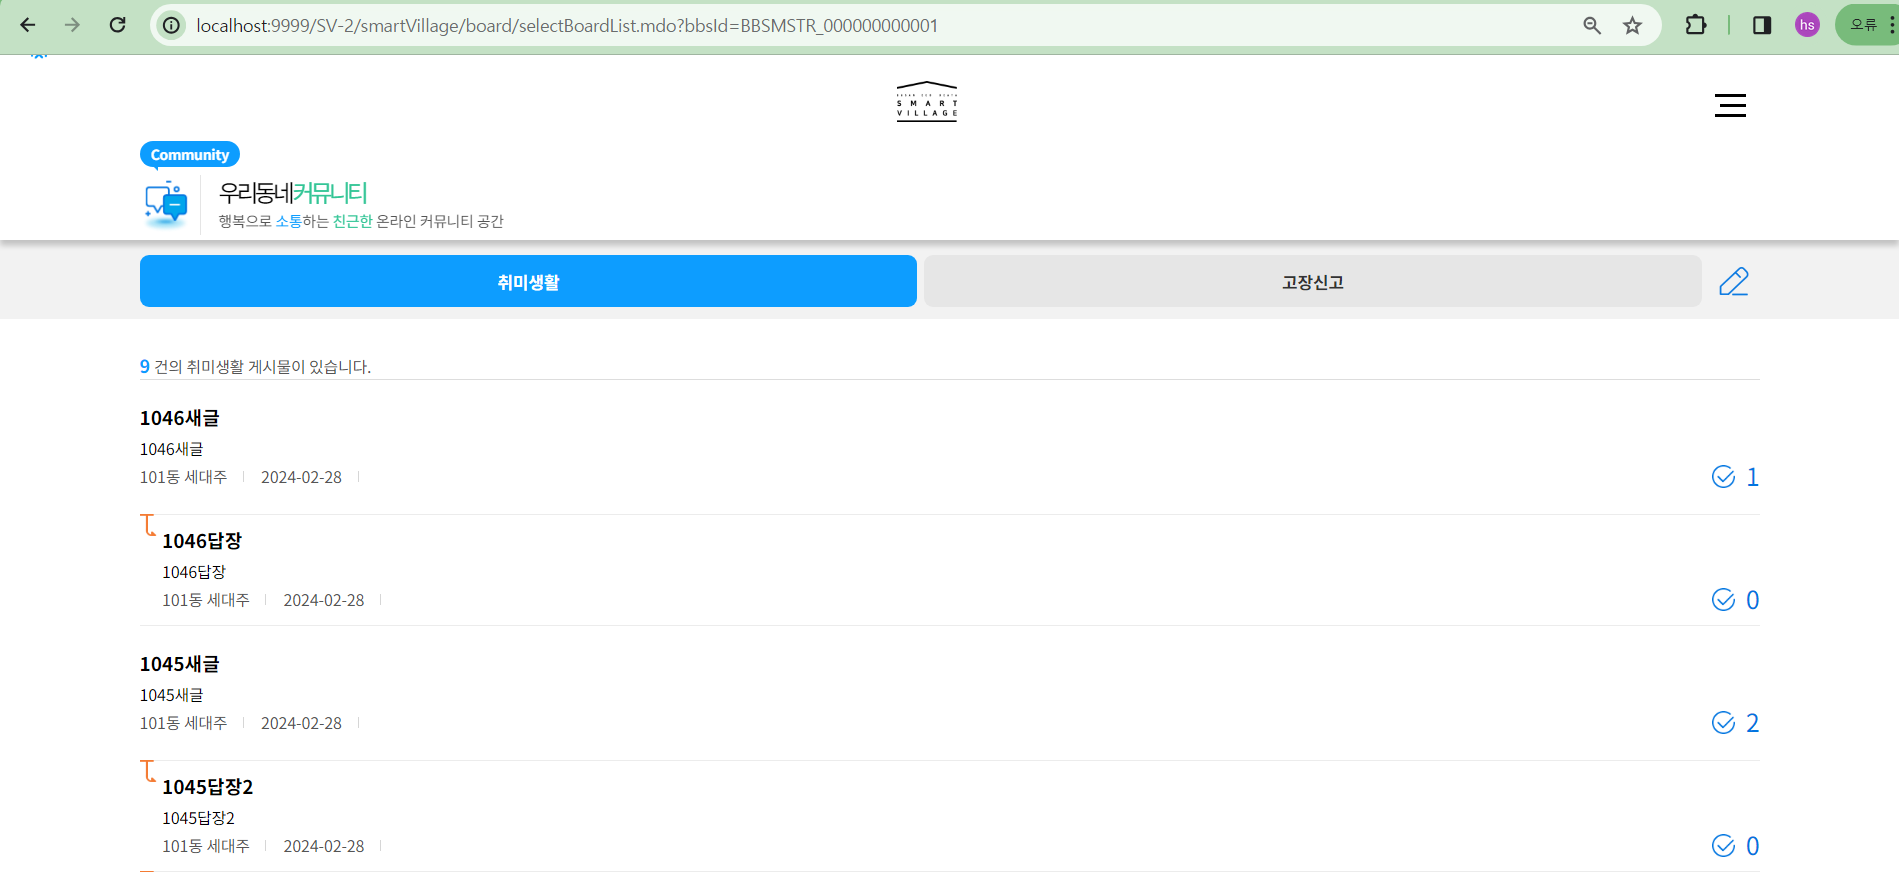 localhost:9999/SV-2/smartVillage/board/selectBoardList.mdo?bbsId=BBSMSTR_000000000001
hs
오류
SMART
VILLAGE
Community
우리동네커뮤니티
행복으로 소통하는 친근한 온라인 커뮤니티 공간
취미생활
고장신고
9 건의 취미생활 게시물이 있습니다.
1046새글
1046새글
101동 세대주 2024-02-28
1
1046답장
1046답장
101동 세대주 2024-02-28
0
1045새글
1045새글
101동 세대주 2024-02-28
2
1045답장2
1045답장2
101동 세대주 2024-02-28
0